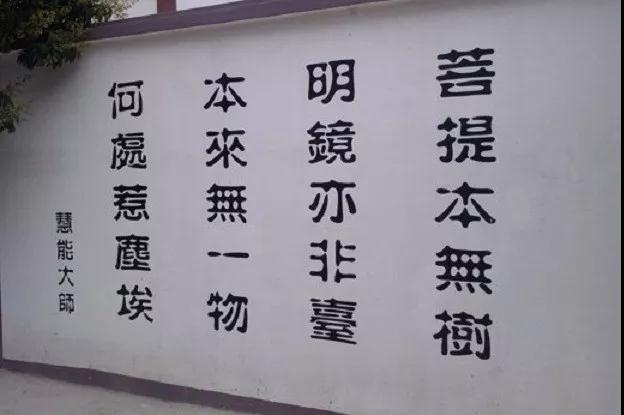 菩提本無樹
明鏡亦非臺
本來無一物
何處惹塵埃
慧能大師